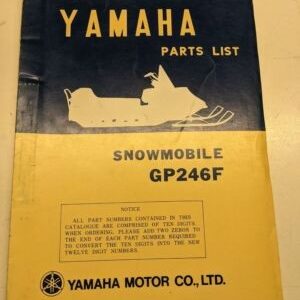 YAMAHA
PARTS LIST
SNOWMOBILE
GP246F
NOTICE
ALL PART NUMBERS CONTAINED IN THIS
CATALOGUE ARE COMPRISED OF TEN DIGITS
WHEN ORDERING, PLEASE ADD TWO ZEROS TO
THE END OF EACH PART NUMBER REQUIRED
TO CONVERT THE TEN DIGITS INTO THE NEW
TWELVE DIGIT NUMBERS.
YAMAHA MOTOR CO., LTD.